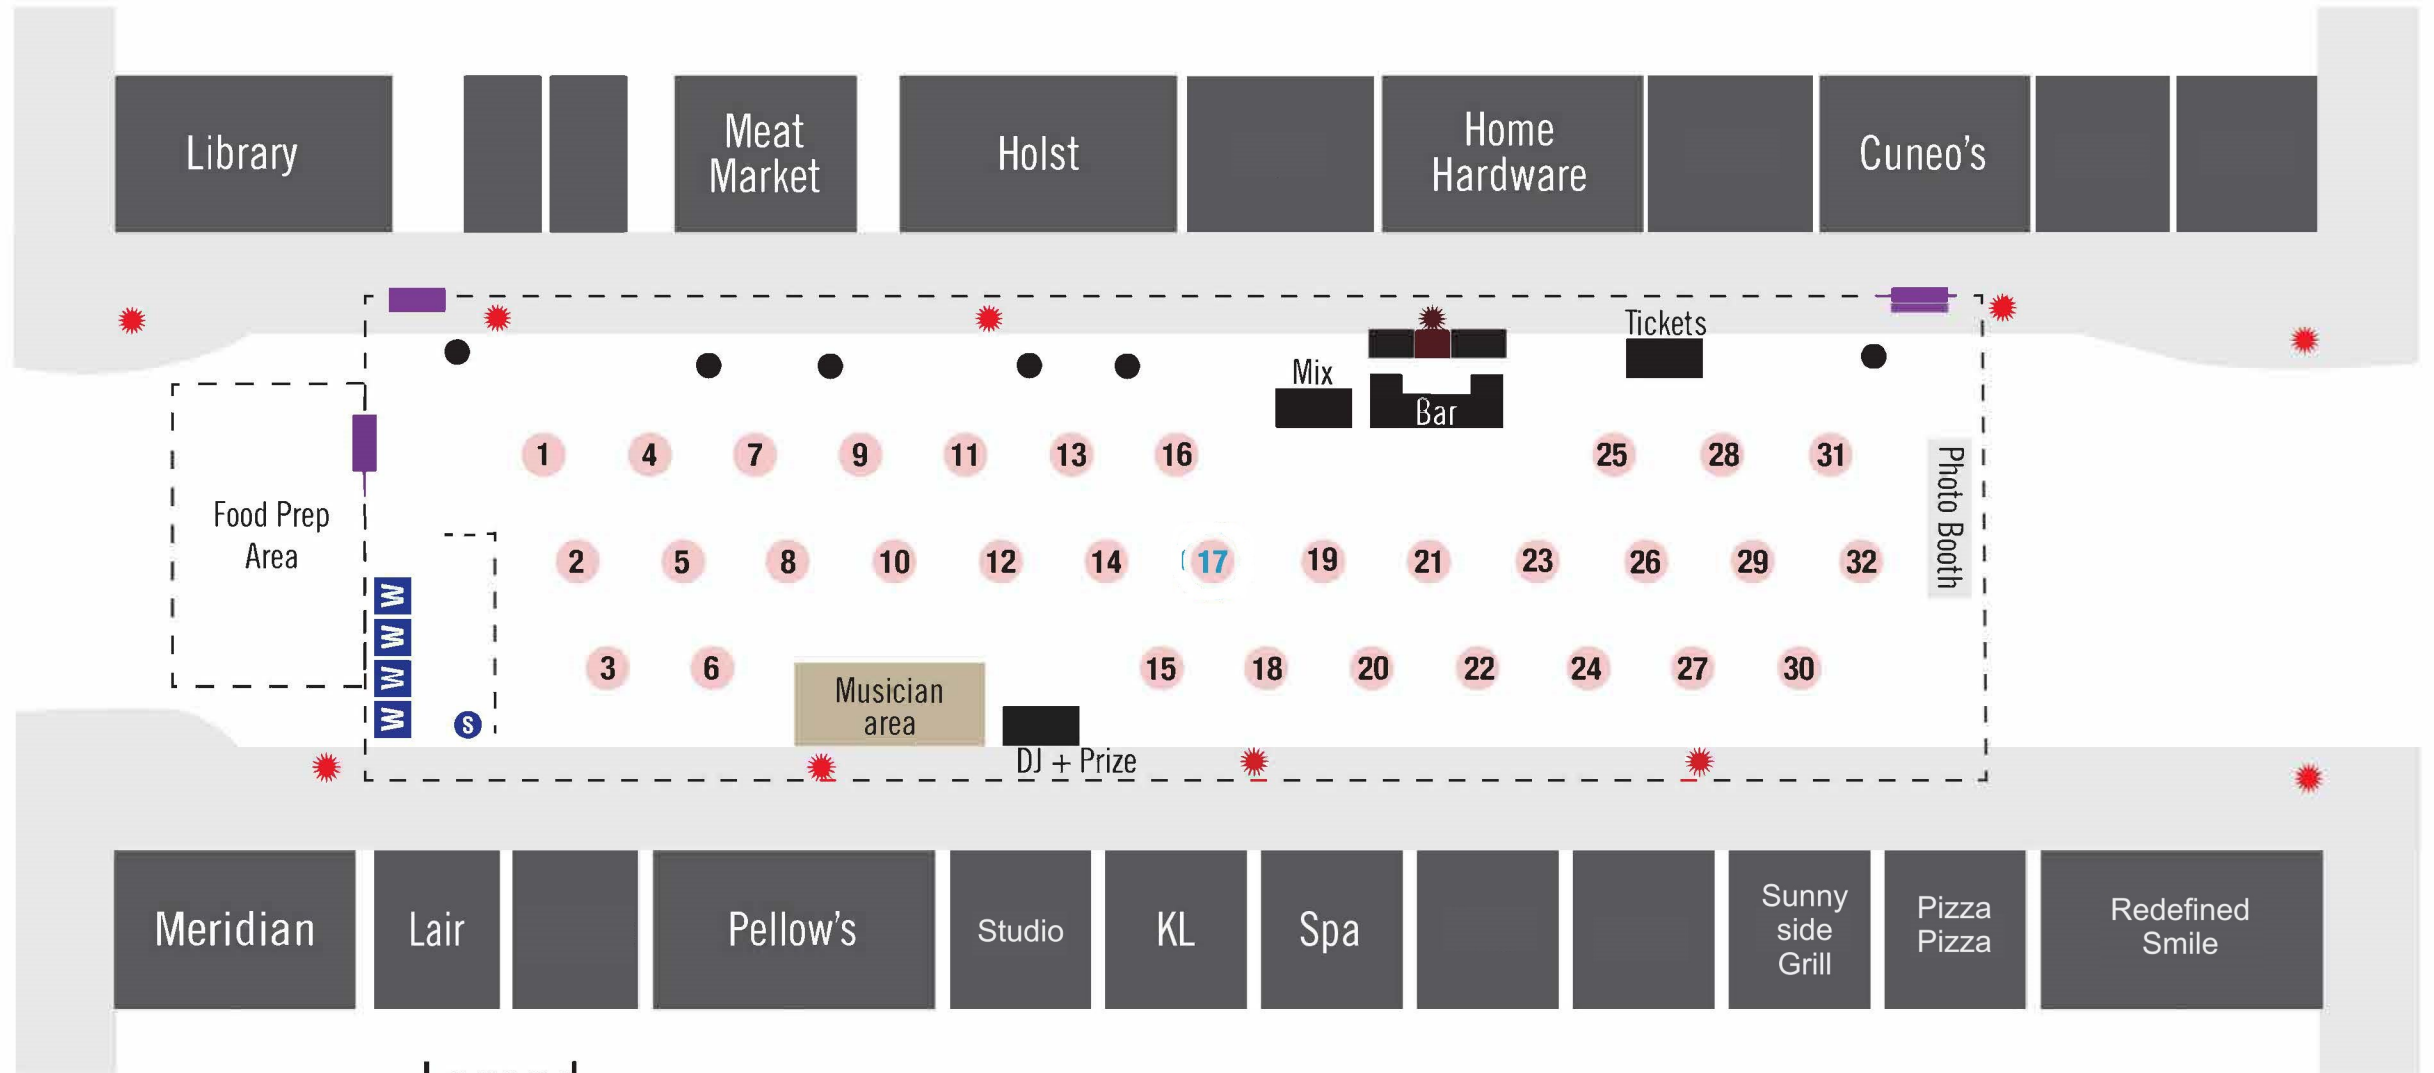 Library
Meat
Market
Holst
Home
Hardware
Cuneo's
Tickets
Mix
Bar
1 4 7 9 11 13 16 25 28 31
Photo Booth
Food Prep
Area
2 5 8 10 12 14 17 19 21 23 26 29 32
W
W
W
W
S
3 6 15 18 20 22 24 27 30
Musician
area
DJ + Prize
Meridian
Lair
Pellow's
Studio
KL
Spa
Sunny
side
Grill
Pizza
Pizza
Redefined
Smile